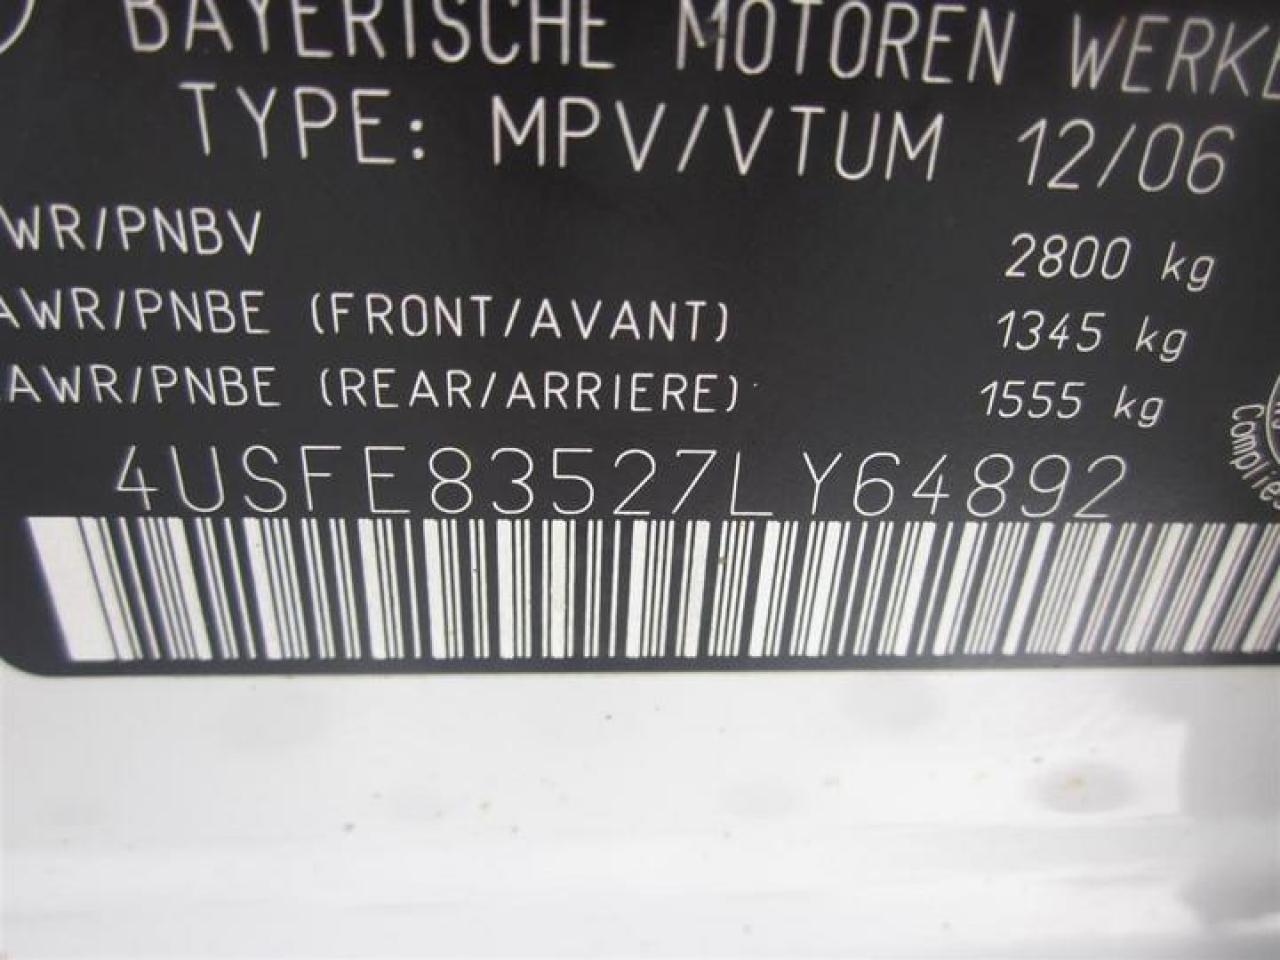 BAYERISCHE MOTOREN WERKE
TYPE: MPV/VTUM 12/06
WR/PNBV 2800 kg
AWR/PNBE (FRONT/AVANT) 1345 kg
AWR/PNBE (REAR/ARRIERE) 1555 kg
4USFE83527LY64892
Complies